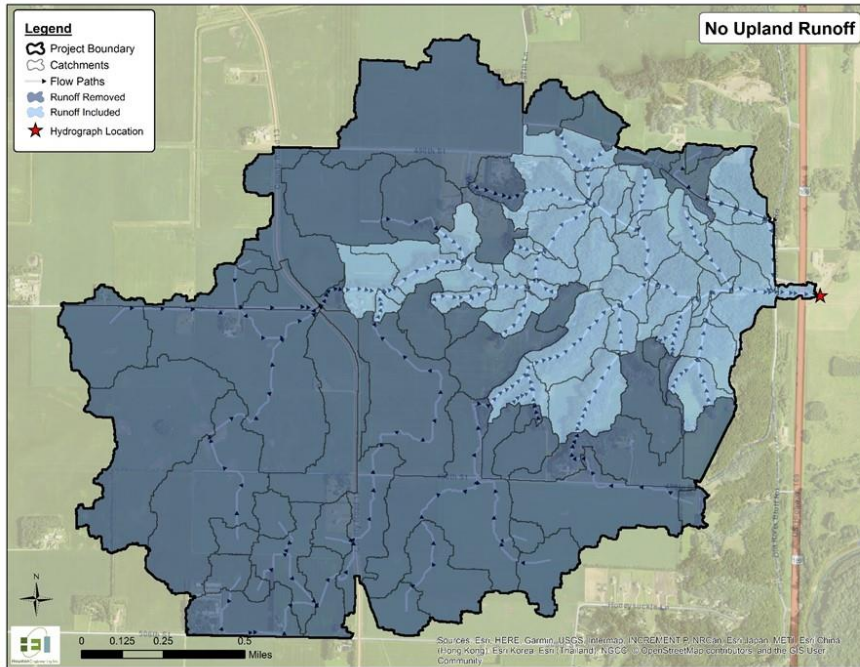 No Upland Runoff
Legend
Project Boundary
Catchments
Flow Paths
Runoff Removed
Runoff Included
Hydrograph Location
N
0 0.125 0.25 0.5
Miles
Sources: Esri, HERE, Garmin, USGS, Intermap, INCREMENT P, NRCan, Esri Japan, METI, Esri China
(Hong Kong), Esri Korea, Esri (Thailand), NGCC, © OpenStreetMap contributors, and the GIS User
Community